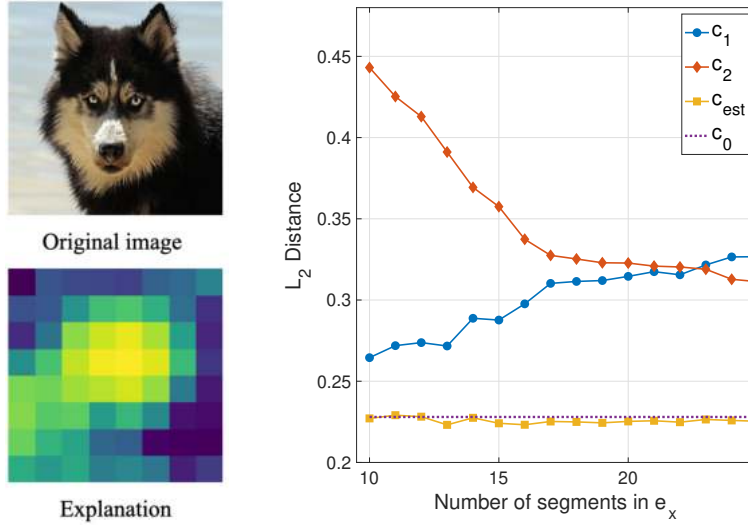 Original image
Explanation
0.45
0.4
0.35
0.3
0.25
0.2
L2 Distance
10
15
20
Number of segments in ex
c1
c2
cest
c0